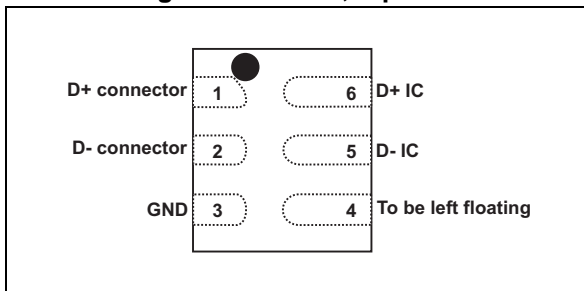 D+ connector 1 6 D+ IC
D- connector 2 5 D- IC
GND 3 4 To be left floating